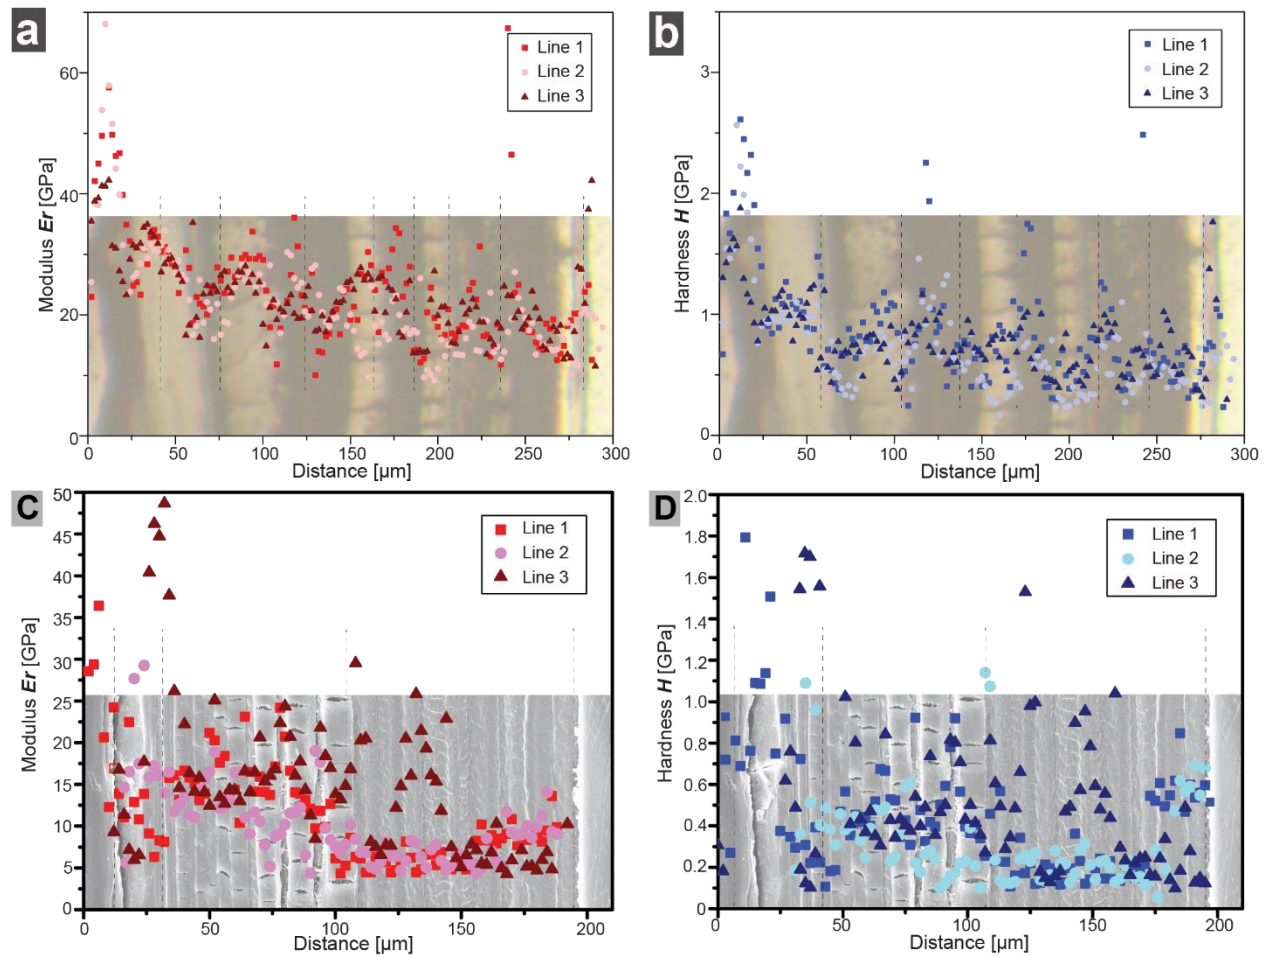 a
Modulus Er [GPa]
60
40
20
0
Line 1
Line 2
Line 3
0 50 100 150 200 250 300
Distance [µm]
b
Hardness H [GPa]
3
2
1
0
Line 1
Line 2
Line 3
0 50 100 150 200 250 300
Distance [µm]
C
Modulus Er [GPa]
50
45
40
35
30
25
20
15
10
5
0
Line 1
Line 2
Line 3
0 50 100 150 200
Distance [µm]
D
Hardness H [GPa]
2.0
1.8
1.6
1.4
1.2
1.0
0.8
0.6
0.4
0.2
0
Line 1
Line 2
Line 3
0 50 100 150 200
Distance [µm]